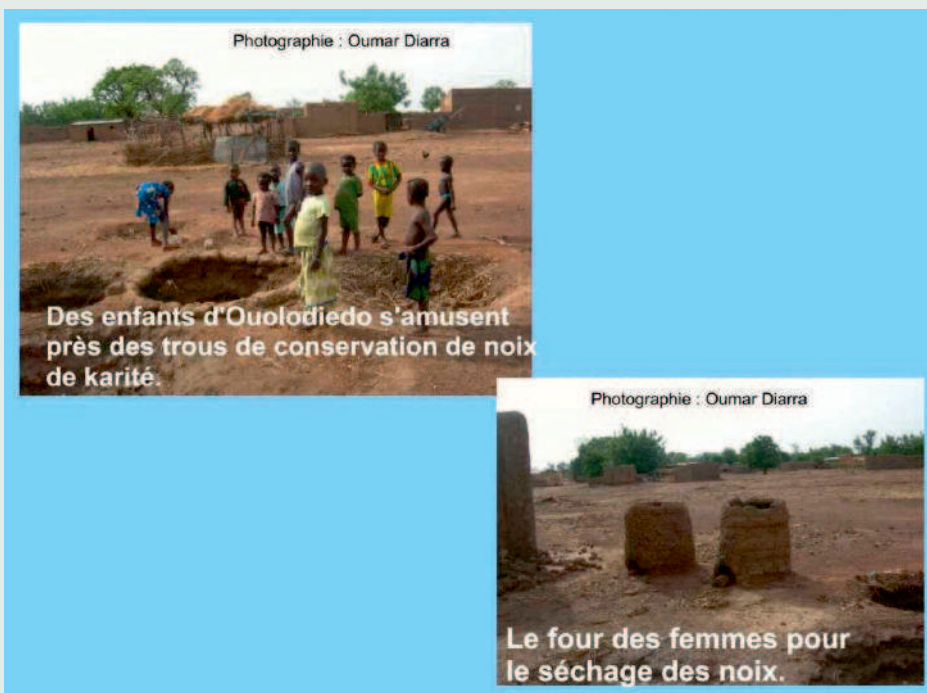 Photographie : Oumar Diarra
Des enfants d'Ouolodiedo s'amusent
près des trous de conservation de noix
de karité.
Photographie : Oumar Diarra
Le four des femmes pour
le séchage des noix.